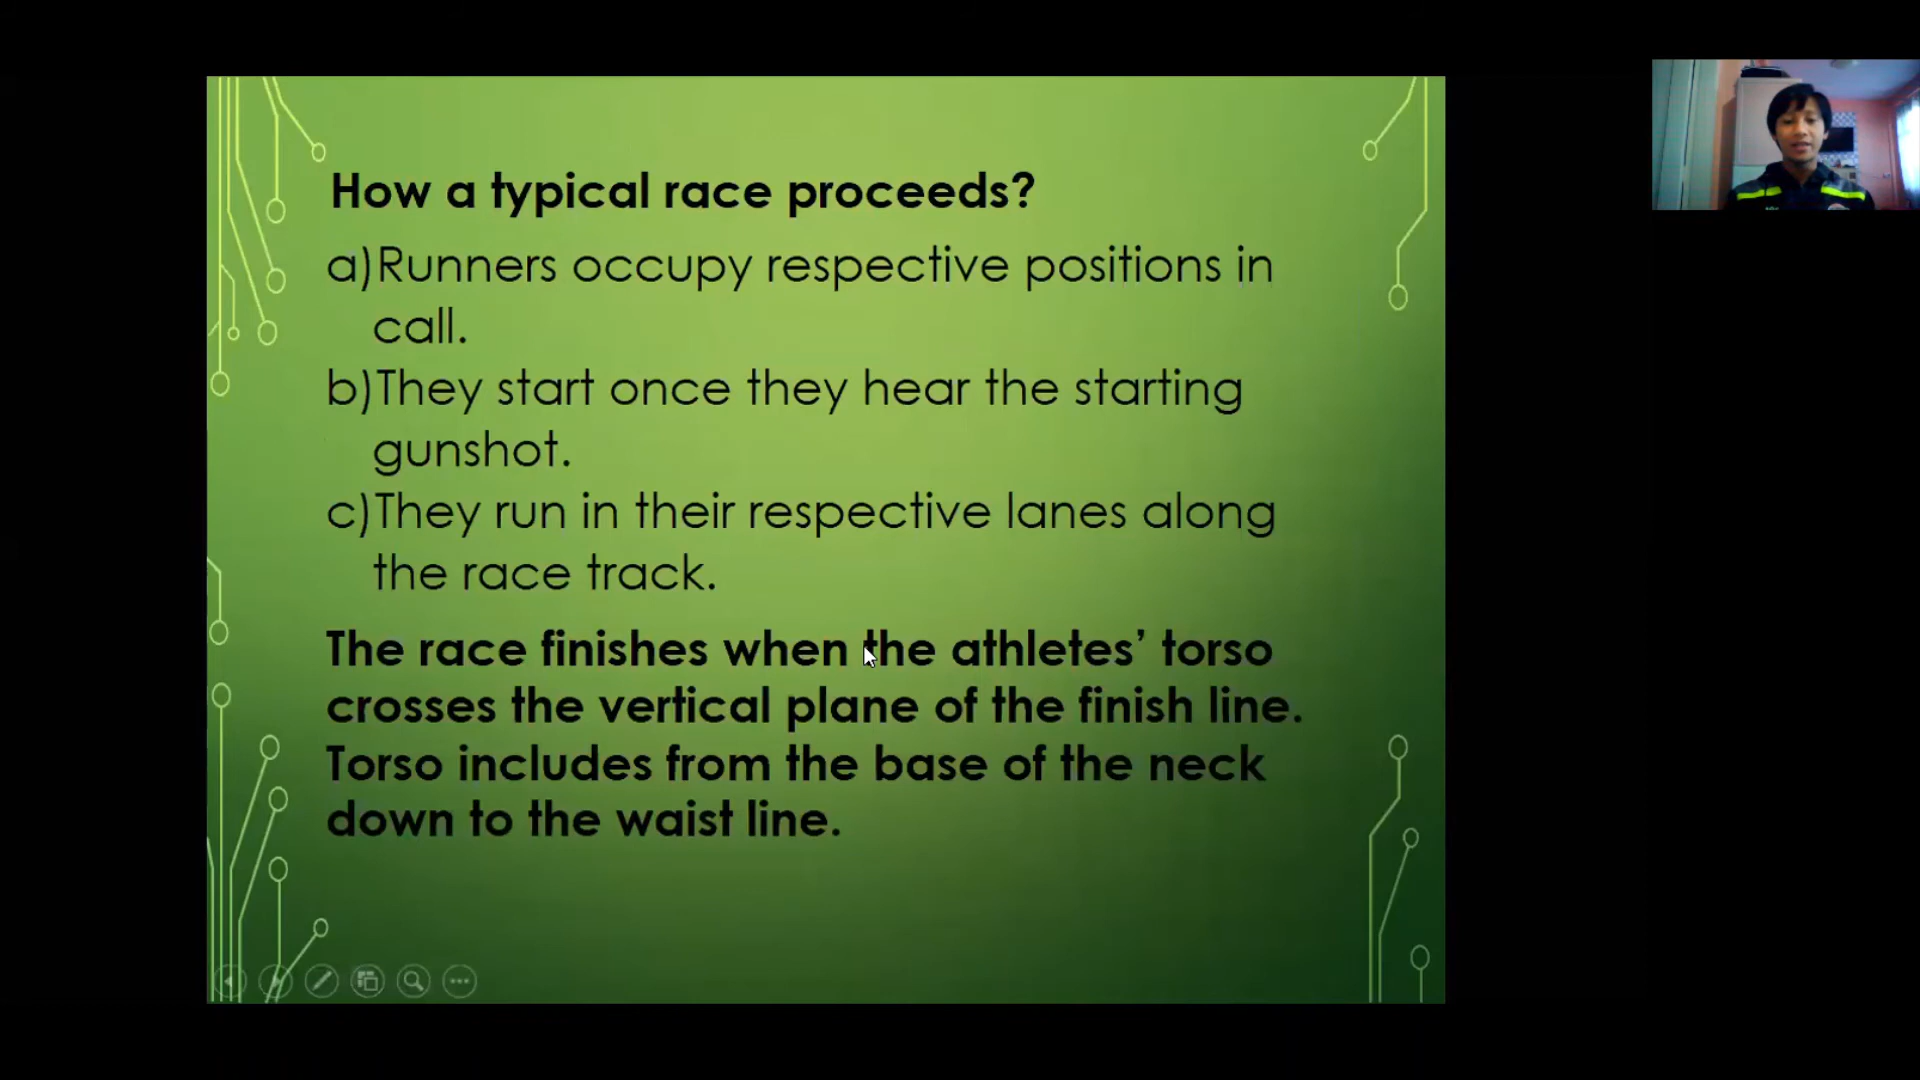 How a typical race proceeds?
a)Runners occupy respective positions in
call.
b)They start once they hear the starting
gunshot.
c)They run in their respective lanes along
the race track.
The race finishes when the athletes’ torso
crosses the vertical plane of the finish line.
Torso includes from the base of the neck
down to the waist line.